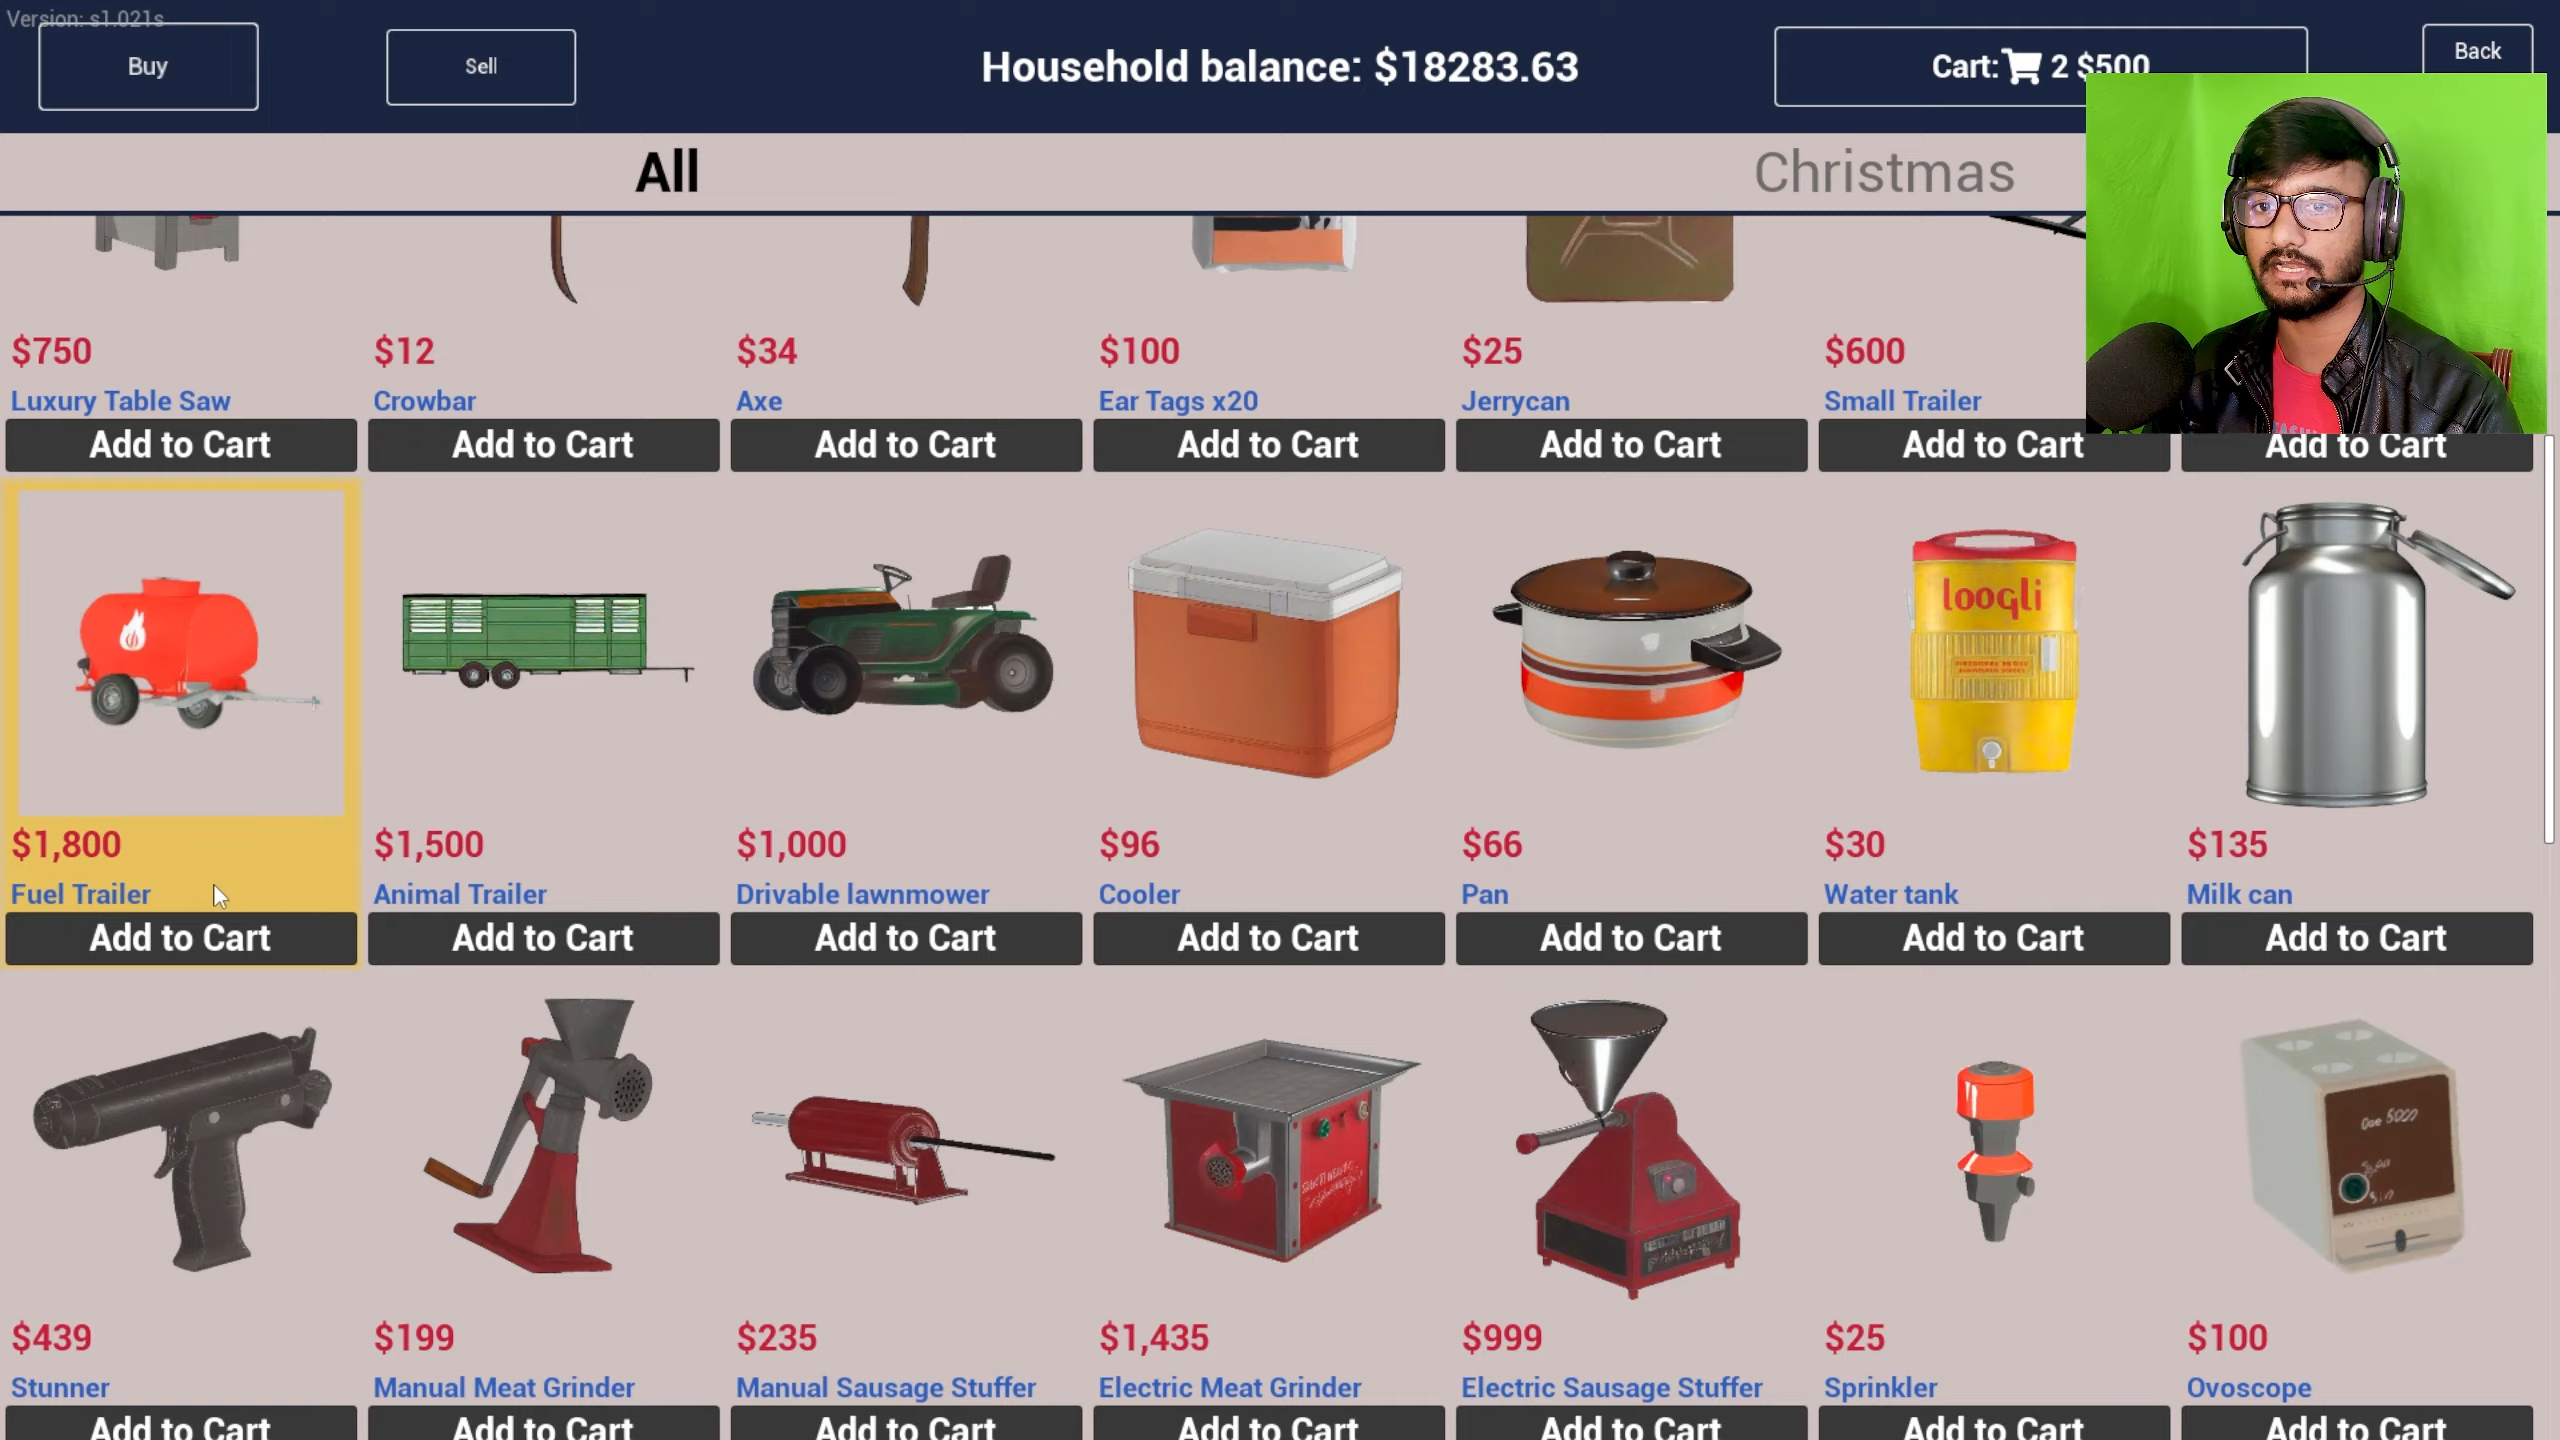 Version: s1.021s
Buy
Sell
Household balance: $18283.63
Cart: 2 $500
Back
All
Christmas
$750
$12
$34
$100
$25
$600
Luxury Table Saw
Crowbar
Axe
Ear Tags x20
Jerrycan
Small Trailer
Add to Cart
Add to Cart
Add to Cart
Add to Cart
Add to Cart
Add to Cart
Add to Cart
loogli
$1,800
$1,500
$1,000
$96
$66
$30
$135
Fuel Trailer
Animal Trailer
Drivable lawnmower
Cooler
Pan
Water tank
Milk can
Add to Cart
Add to Cart
Add to Cart
Add to Cart
Add to Cart
Add to Cart
Add to Cart
$439
$199
$235
$1,435
$999
$25
$100
Stunner
Manual Meat Grinder
Manual Sausage Stuffer
Electric Meat Grinder
Electric Sausage Stuffer
Sprinkler
Ovoscope
Add to Cart
Add to Cart
Add to Cart
Add to Cart
Add to Cart
Add to Cart
Add to Cart